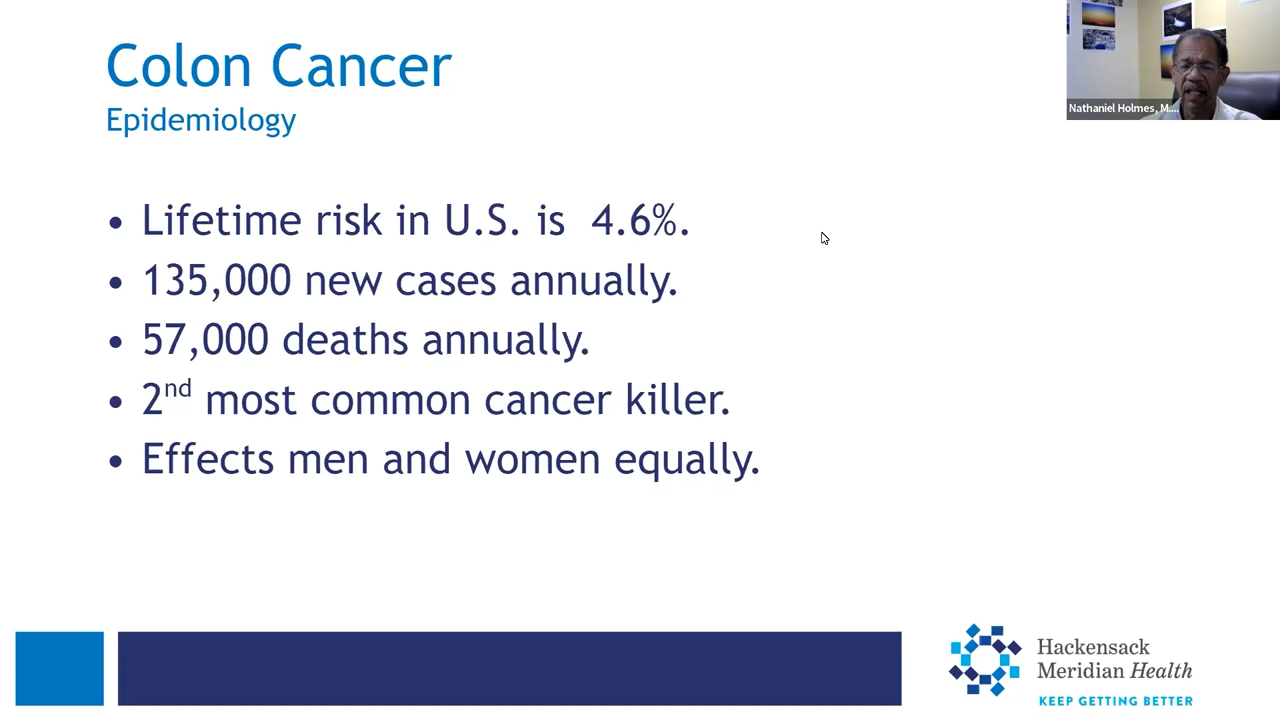 Colon Cancer
Epidemiology
Nathaniel Holmes, M....
• Lifetime risk in U.S. is 4.6%.
• 135,000 new cases annually.
• 57,000 deaths annually.
• 2nd most common cancer killer.
• Effects men and women equally.
Hackensack
Meridian Health
KEEP GETTING BETTER